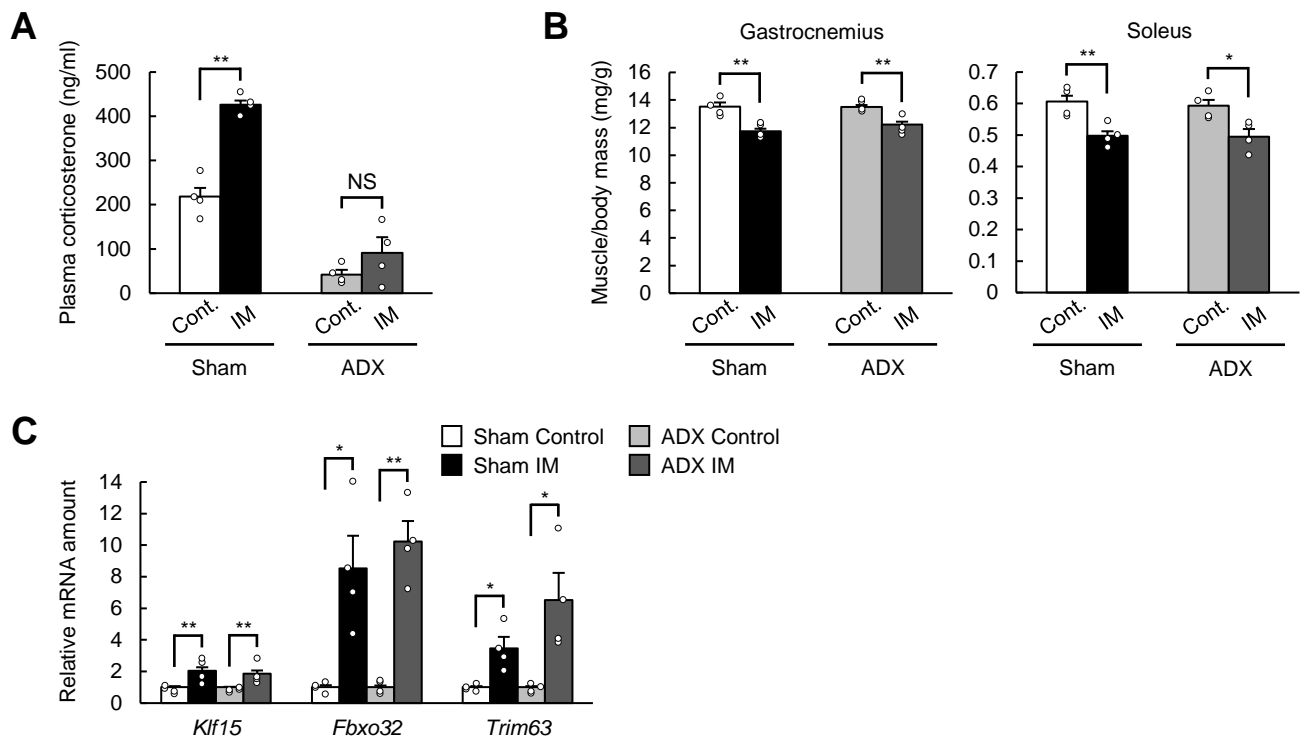 A
Plasma corticosterone (ng/ml)
500
400
300
200
100
0
**
NS
Cont.
IM
Cont.
IM
Sham
ADX
B
Muscle/body mass (mg/g)
Gastrocnemius
16
14
12
10
8
6
4
2
0
**
**
Cont.
IM
Cont.
IM
Sham
ADX
Soleus
0.7
0.6
0.5
0.4
0.3
0.2
0.1
0
**
*
Cont.
IM
Cont.
IM
Sham
ADX
C
Sham Control
ADX Control
Sham IM
ADX IM
Relative mRNA amount
14
12
10
8
6
4
2
0
**
**
*
**
*
*
Klf15
Fbxo32
Trim63